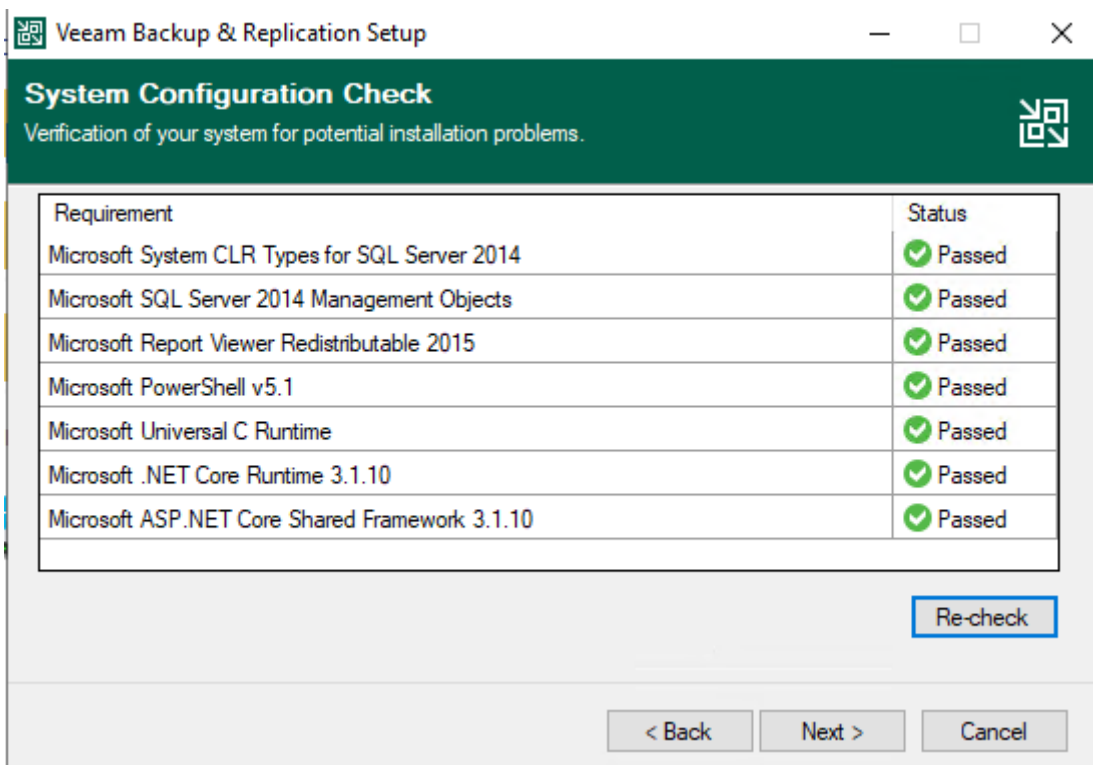 Veeam Backup & Replication Setup
System Configuration Check
Verification of your system for potential installation problems.
Requirement Status
Microsoft System CLR Types for SQL Server 2014 Passed
Microsoft SQL Server 2014 Management Objects Passed
Microsoft Report Viewer Redistributable 2015 Passed
Microsoft PowerShell v5.1 Passed
Microsoft Universal C Runtime Passed
Microsoft .NET Core Runtime 3.1.10 Passed
Microsoft ASP.NET Core Shared Framework 3.1.10 Passed
Re-check
< Back Next > Cancel